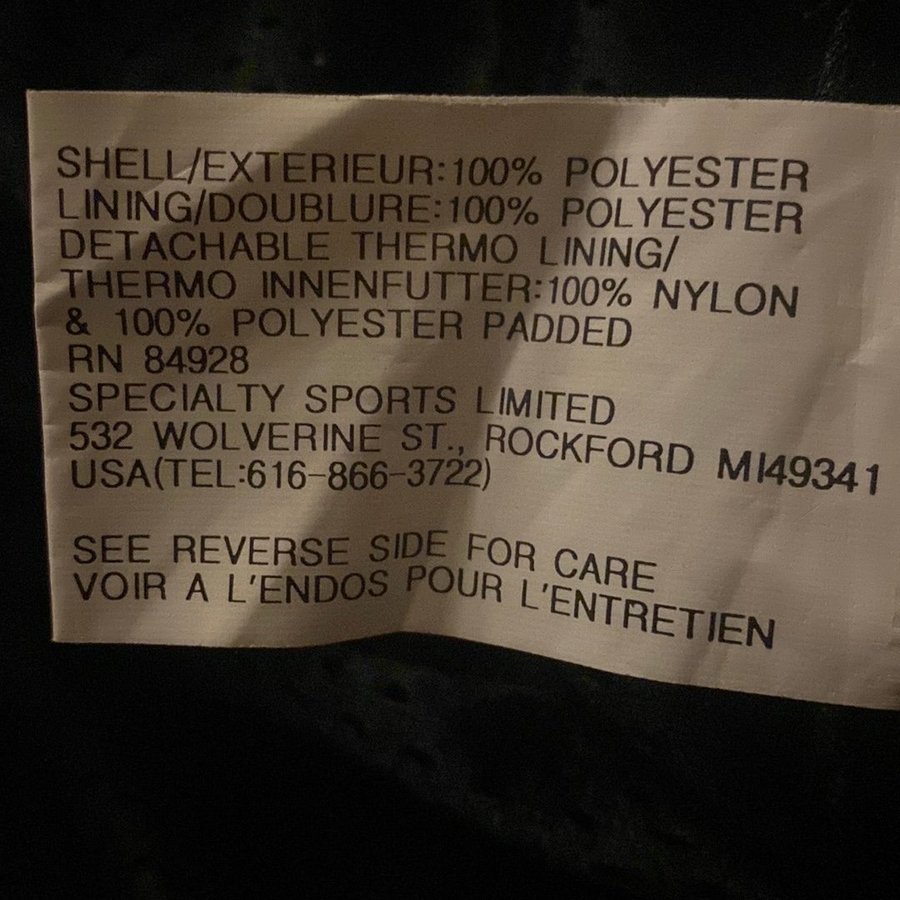 SHELL/EXTERIEUR:100% POLYESTER
LINING/DOUBLURE:100% POLYESTER
DETACHABLE THERMO LINING/
THERMO INNENFUTTER:100% NYLON
& 100% POLYESTER PADDED
RN 84928
SPECIALTY SPORTS LIMITED
532 WOLVERINE ST., ROCKFORD MI49341
USA(TEL:616-866-3722)
SEE REVERSE SIDE FOR CARE
VOIR A L'ENDOS POUR L'ENTRETIEN